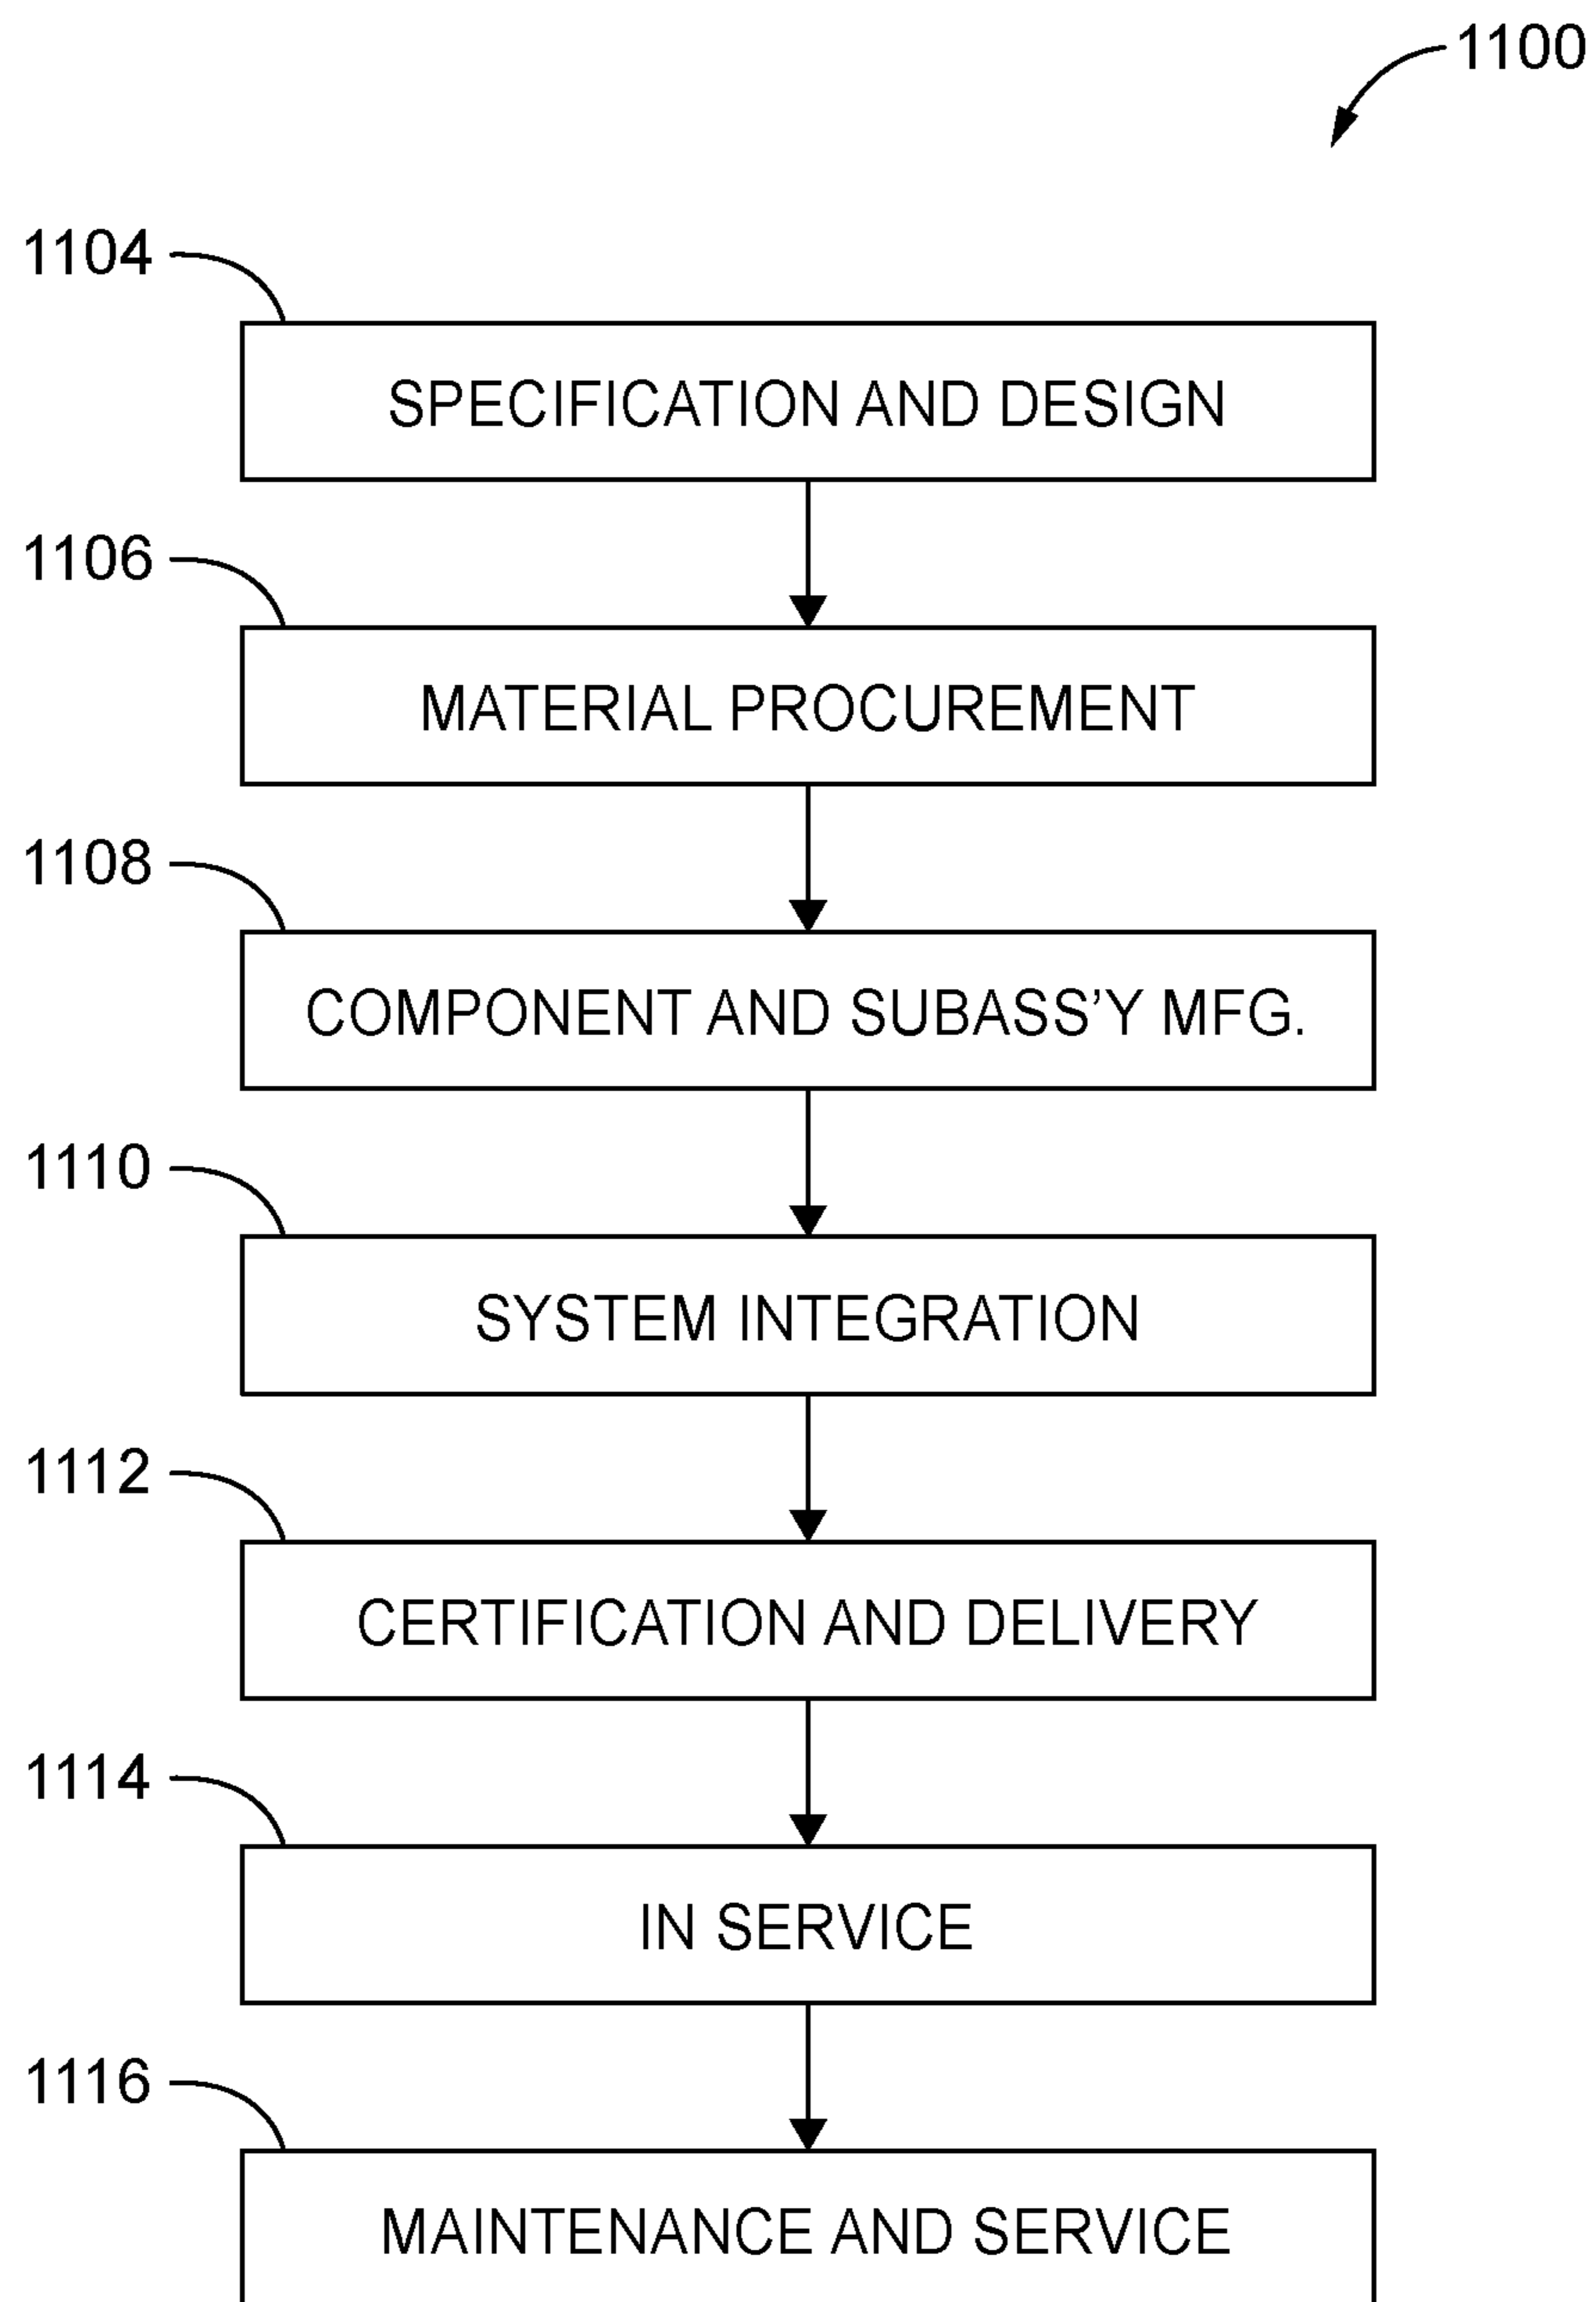 1100
1104
SPECIFICATION AND DESIGN
1106
MATERIAL PROCUREMENT
1108
COMPONENT AND SUBASS’Y MFG.
1110
SYSTEM INTEGRATION
1112
CERTIFICATION AND DELIVERY
1114
IN SERVICE
1116
MAINTENANCE AND SERVICE